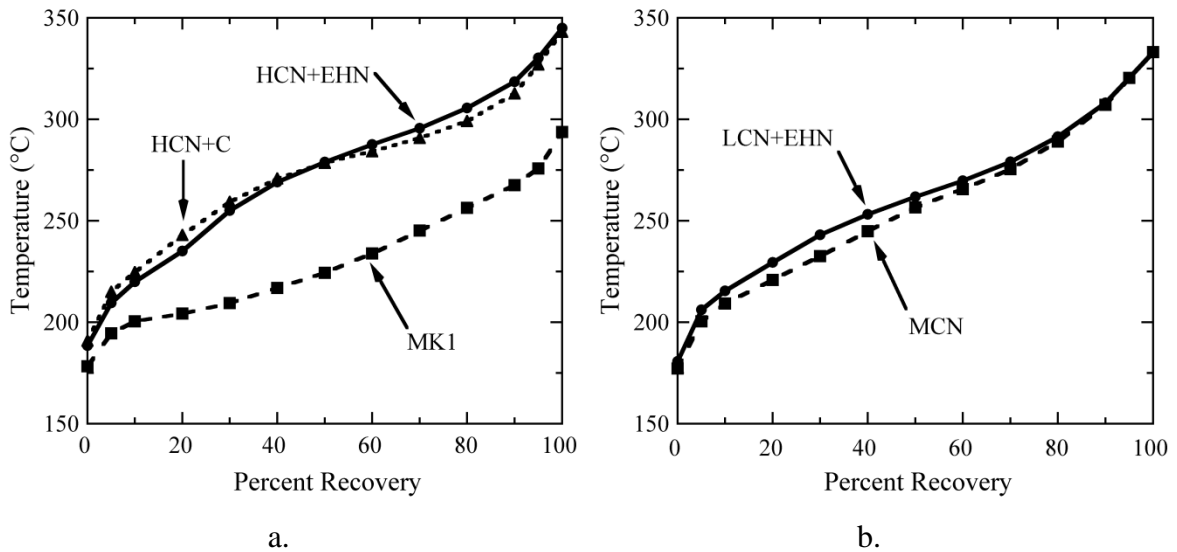 350
300
250
200
150
Temperature (°C)
HCN+EHN
HCN+C
MK1
0
20
40
60
80
100
Percent Recovery
a.
350
300
250
200
150
Temperature (°C)
LCN+EHN
MCN
0
20
40
60
80
100
Percent Recovery
b.